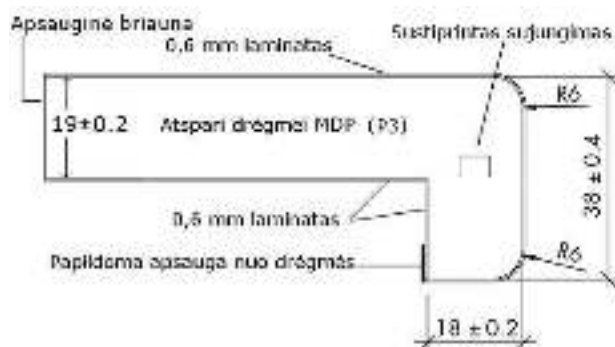 Apsauginė briauna
0,6 mm laminatas
Sustiprintas sujungimas
R6
19±0.2
Atspari drėgmei MDP (P3)
38±0.4
0,6 mm laminatas
R6
Papildoma apsauga nuo drėgmės
18±0.2